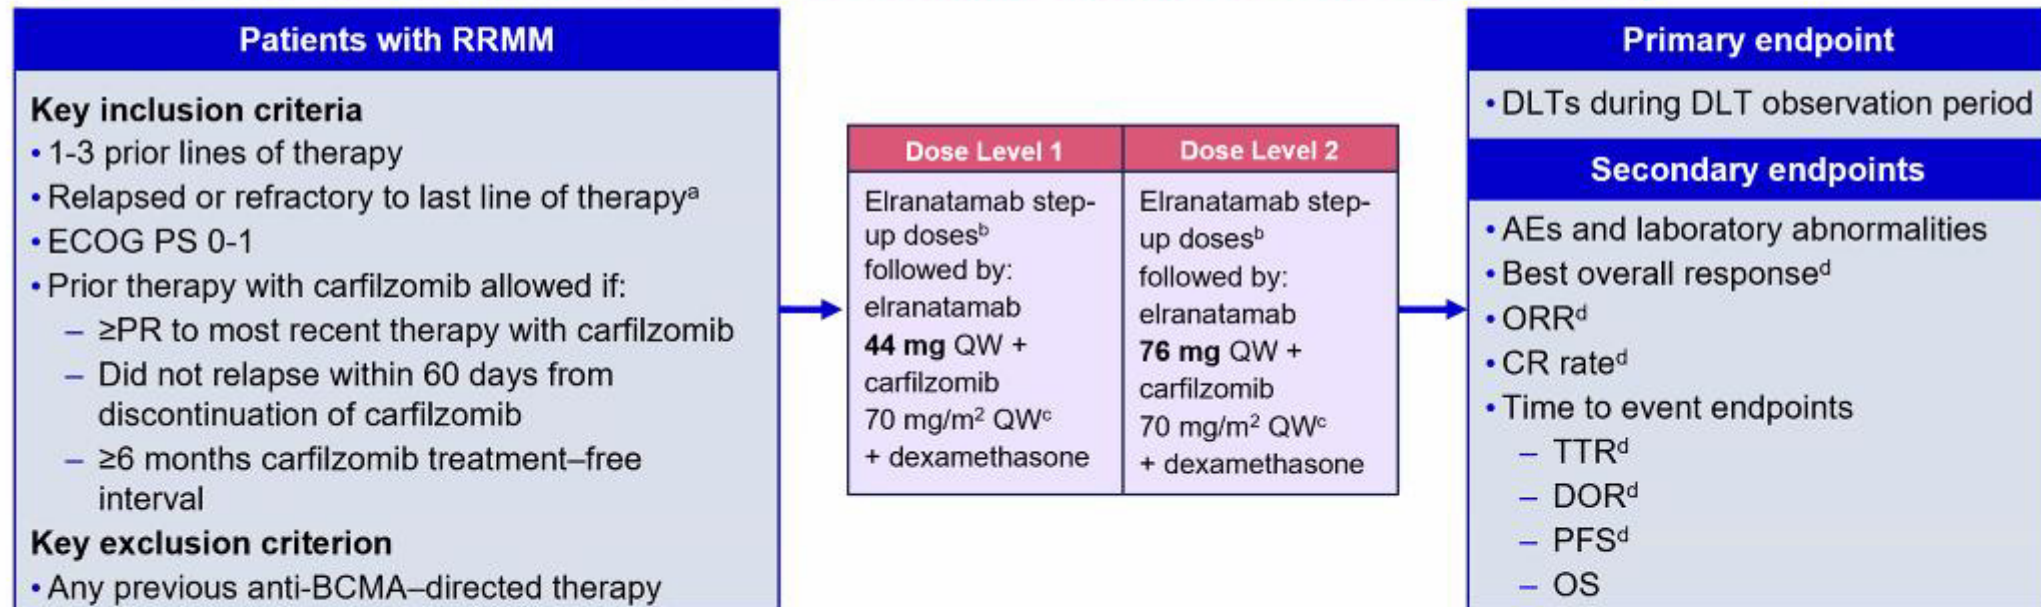 Patients with RRMM
Key inclusion criteria
• 1-3 prior lines of therapy
• Relapsed or refractory to last line of therapyᵃ
• ECOG PS 0-1
• Prior therapy with carfilzomib allowed if:
– ≥PR to most recent therapy with carfilzomib
– Did not relapse within 60 days from
discontinuation of carfilzomib
– ≥6 months carfilzomib treatment–free
interval
Key exclusion criterion
• Any previous anti-BCMA–directed therapy
Dose Level 1
Elranatamab step-
up dosesᵇ
followed by:
elranatamab
44 mg QW +
carfilzomib
70 mg/m² QWᶜ
+ dexamethasone
Dose Level 2
Elranatamab step-
up dosesᵇ
followed by:
elranatamab
76 mg QW +
carfilzomib
70 mg/m² QWᶜ
+ dexamethasone
Primary endpoint
• DLTs during DLT observation period
Secondary endpoints
• AEs and laboratory abnormalities
• Best overall responseᵈ
• ORRᵈ
• CR rateᵈ
• Time to event endpoints
– TTRᵈ
– DORᵈ
– PFSᵈ
– OS